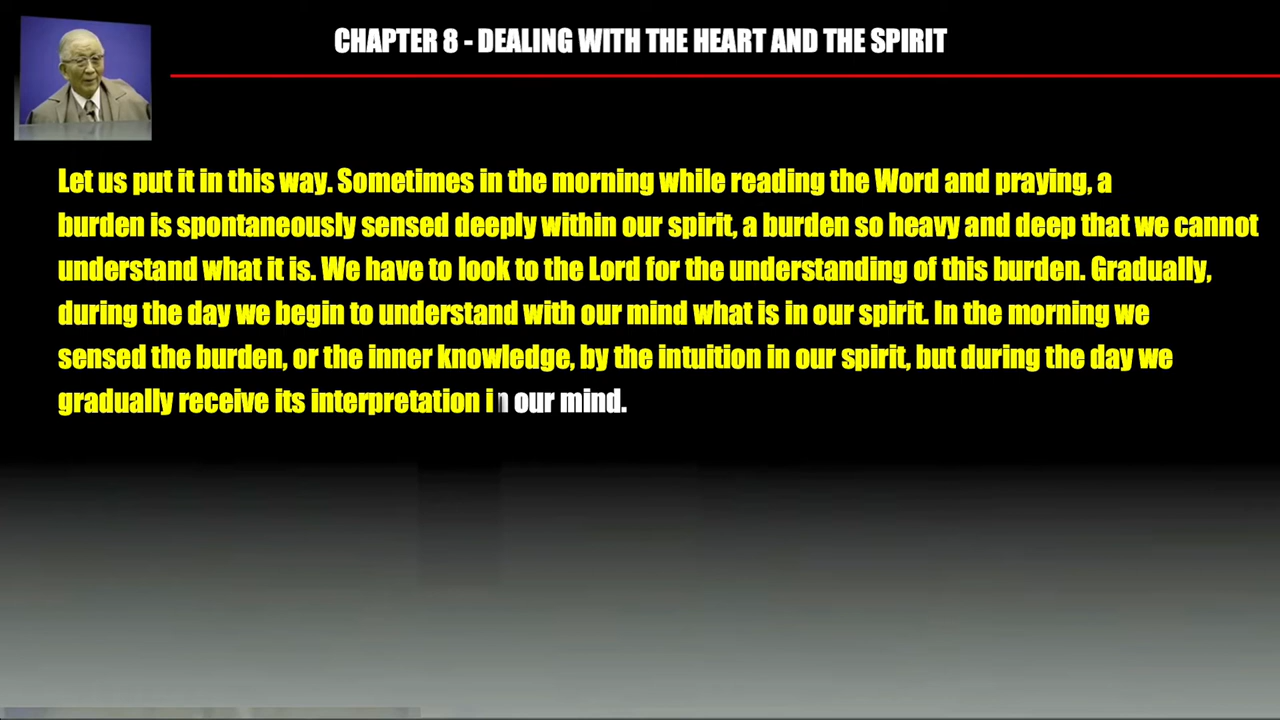 CHAPTER 8 - DEALING WITH THE HEART AND THE SPIRIT
Let us put it in this way. Sometimes in the morning while reading the Word and praying, a
burden is spontaneously sensed deeply within our spirit, a burden so heavy and deep that we cannot
understand what it is. We have to look to the Lord for the understanding of this burden. Gradually,
during the day we begin to understand with our mind what is in our spirit. In the morning we
sensed the burden, or the inner knowledge, by the intuition in our spirit, but during the day we
gradually receive its interpretation in our mind.